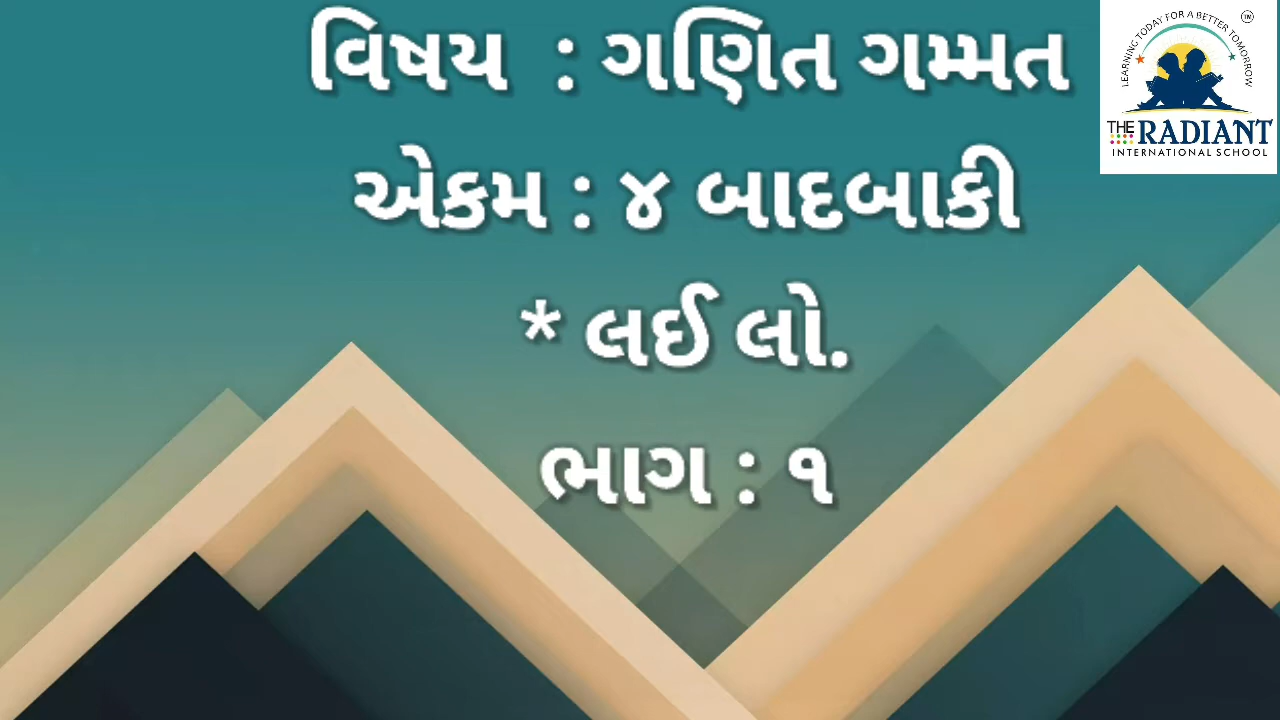 વિષય : ગણિત ગમ્મત
એકમ : ૪ બાદબાકી
* લઈ લો.
ભાગ : ૧
LEARNING TODAY FOR A BETTER TOMORROW
THE RADIANT
INTERNATIONAL SCHOOL